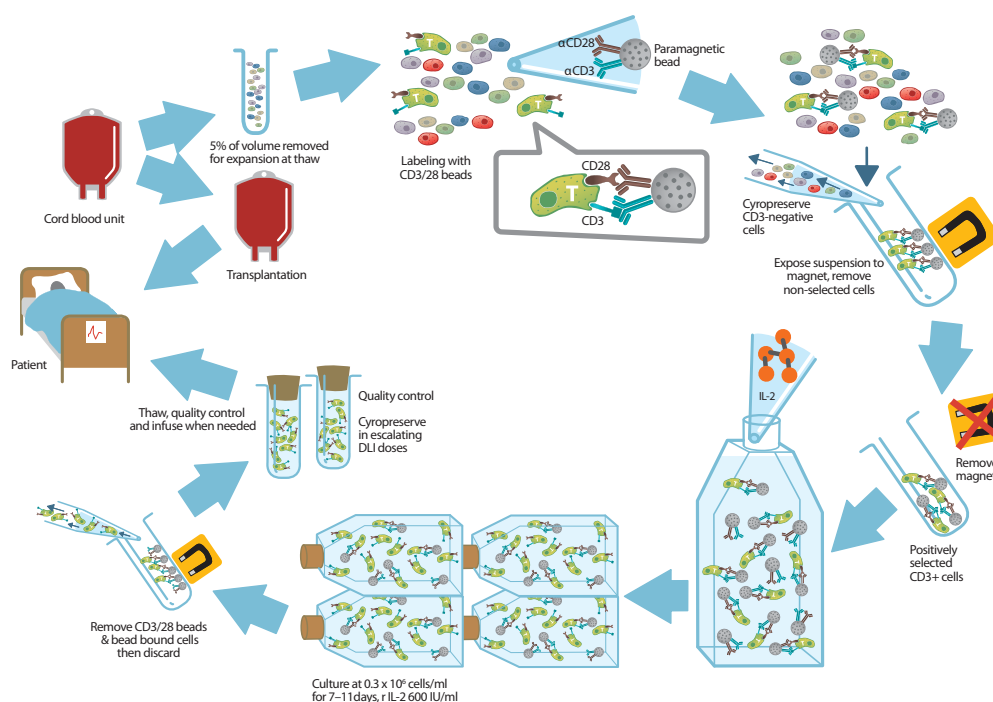 αCD28
αCD3
Paramagnetic
bead
5% of volume removed
for expansion at thaw
Cord blood unit
T
T
T
Labeling with
CD3/28 beads
CD28
T
CD3
T
T
T
Cyropreserve
CD3-negative
cells
Expose suspension to
magnet, remove
non-selected cells
Transplantation
Patient
Thaw, quality control
and infuse when needed
Quality control
Cyropreserve
in escalating
DLI doses
IL-2
Remove
magnet
Positively
selected
CD3+ cells
Remove CD3/28 beads
& bead bound cells
then discard
Culture at 0.3 x 10⁶ cells/ml
for 7–11days, r IL-2 600 IU/ml